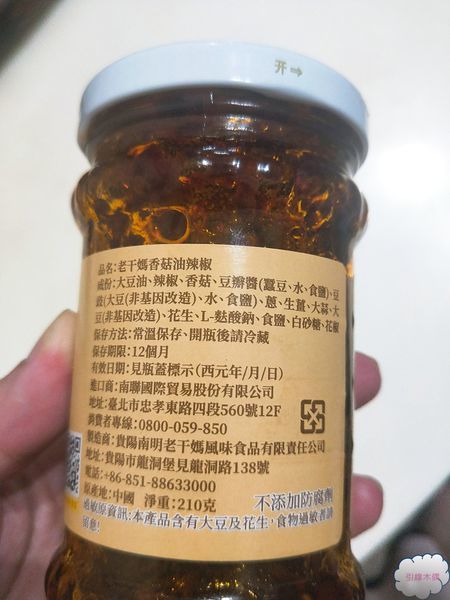 开→
品名:老干媽香菇油辣椒
成份:大豆油、辣椒、香菇、豆瓣醬(蠶豆、水、食鹽)、豆
豉(大豆(非基因改造)、水、食鹽)、蔥、生薑、大蒜、大
豆(非基因改造)、花生、L-麩酸鈉、食鹽、白砂糖、花椒
保存方法:常溫保存、開瓶後請冷藏
保存期限:12個月
有效日期:見瓶蓋標示(西元年/月/日)
進口商:南聯國際貿易股份有限公司
地址:臺北市忠孝東路四段560號12F
消費者專線:0800-059-850
製造商:貴陽南明老干媽風味食品有限責任公司
地址:貴陽市龍洞堡見龍洞路138號
電話:+86-851-88633000
原產地:中國 淨重:210克
不添加防腐劑
過敏原資訊:本產品含有大豆及花生,食物過敏者請
留意!
引線木偶